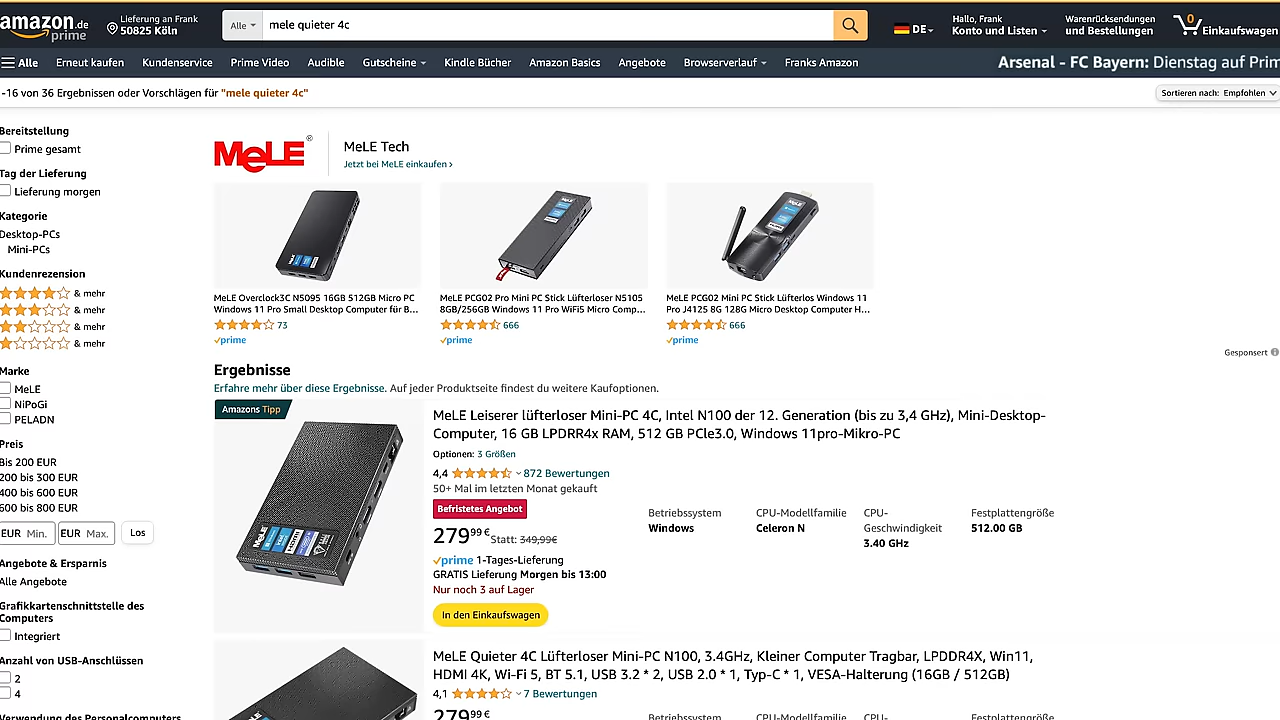 amazon.de
prime
Lieferung an Frank
50825 Köln
Alle
mele quieter 4c
DE
Hallo, Frank
Konto und Listen
Warenrücksendungen
und Bestellungen
0
Einkaufswagen
Alle
Erneut kaufen
Kundenservice
Prime Video
Audible
Gutscheine
Kindle Bücher
Amazon Basics
Angebote
Browserverlauf
Franks Amazon
Arsenal - FC Bayern: Dienstag auf Prim
-16 von 36 Ergebnissen oder Vorschlägen für "mele quieter 4c"
Sortieren nach: Empfohlen
Bereitstellung
Prime gesamt
Tag der Lieferung
Lieferung morgen
Kategorie
Desktop-PCs
Mini-PCs
Kundenrezension
& mehr
& mehr
& mehr
& mehr
Marke
MeLE
NiPoGi
PELADN
Preis
Bis 200 EUR
200 bis 300 EUR
400 bis 600 EUR
600 bis 800 EUR
EUR Min.
EUR Max.
Los
Angebote & Ersparnis
Alle Angebote
Grafikkartenschnittstelle des
Computers
Integriert
Anzahl von USB-Anschlüssen
2
4
Verwendung des Personalcomputers
MeLE®
MeLE Tech
Jetzt bei MeLE einkaufen ›
MeLE Overclock3C N5095 16GB 512GB Micro PC
Windows 11 Pro Small Desktop Computer für B...
73
prime
MeLE PCG02 Pro Mini PC Stick Lüfterloser N5105
8GB/256GB Windows 11 Pro WiFi5 Micro Comp...
666
prime
MeLE PCG02 Mini PC Stick Lüfterlos Windows 11
Pro J4125 8G 128G Micro Desktop Computer H...
666
prime
Gesponsert
Ergebnisse
Erfahre mehr über diese Ergebnisse. Auf jeder Produktseite findest du weitere Kaufoptionen.
Amazons Tipp
MeLE
HDMI
MeLE Leiserer lüfterloser Mini-PC 4C, Intel N100 der 12. Generation (bis zu 3,4 GHz), Mini-Desktop-
Computer, 16 GB LPDRR4x RAM, 512 GB PCle3.0, Windows 11pro-Mikro-PC
Optionen: 3 Größen
4,4
872 Bewertungen
50+ Mal im letzten Monat gekauft
Befristetes Angebot
279,99€ Statt: 349,99€
prime 1-Tages-Lieferung
GRATIS Lieferung Morgen bis 13:00
Nur noch 3 auf Lager
In den Einkaufswagen
Betriebssystem
Windows
CPU-Modellfamilie
Celeron N
CPU-
Geschwindigkeit
3.40 GHz
Festplattengröße
512.00 GB
MeLE Quieter 4C Lüfterloser Mini-PC N100, 3.4GHz, Kleiner Computer Tragbar, LPDDR4X, Win11,
HDMI 4K, Wi-Fi 5, BT 5.1, USB 3.2 * 2, USB 2.0 * 1, Typ-C * 1, VESA-Halterung (16GB / 512GB)
4,1
7 Bewertungen
279,99€
Betriebssystem
CPU-Modellfamilie
CPU-
Festplattengröße